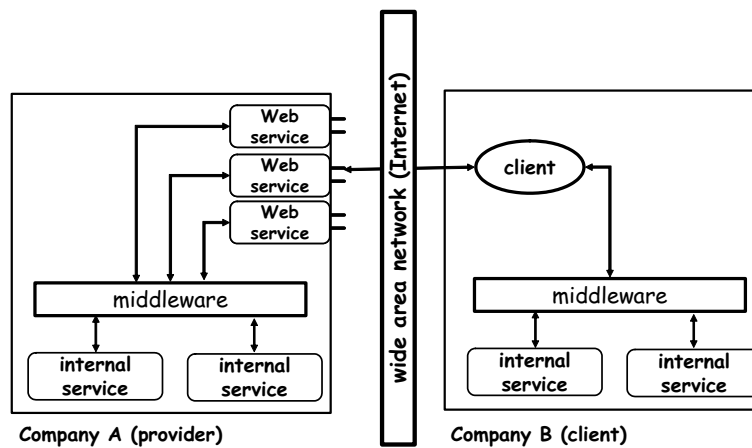 Web
service
Web
service
Web
service
middleware
internal
service
internal
service
Company A (provider)
wide area network (Internet)
client
middleware
internal
service
internal
service
Company B (client)